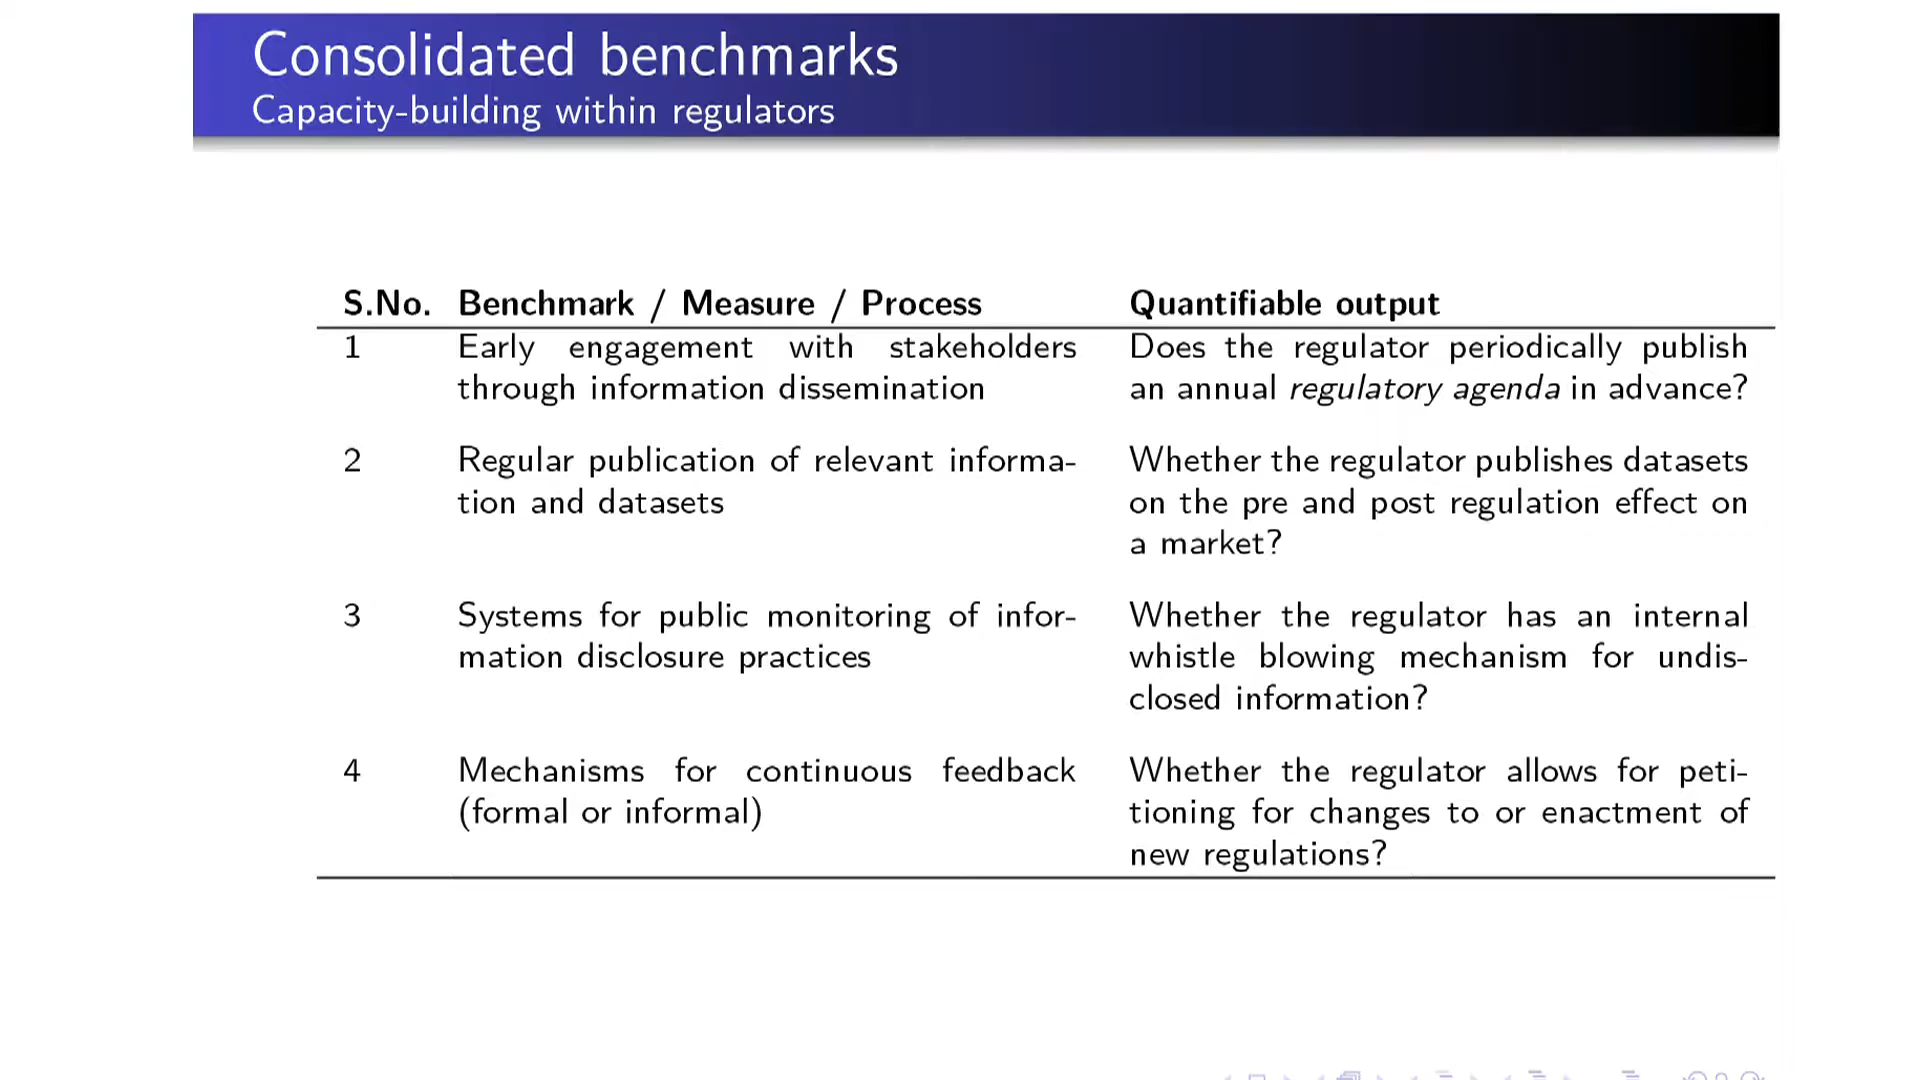 Consolidated benchmarks
Capacity-building within regulators
S.No. Benchmark / Measure / Process Quantifiable output
1 Early engagement with stakeholders Does the regulator periodically publish
through information dissemination an annual regulatory agenda in advance?
2 Regular publication of relevant informa- Whether the regulator publishes datasets
tion and datasets on the pre and post regulation effect on
a market?
3 Systems for public monitoring of infor- Whether the regulator has an internal
mation disclosure practices whistle blowing mechanism for undis-
closed information?
4 Mechanisms for continuous feedback Whether the regulator allows for peti-
(formal or informal) tioning for changes to or enactment of
new regulations?